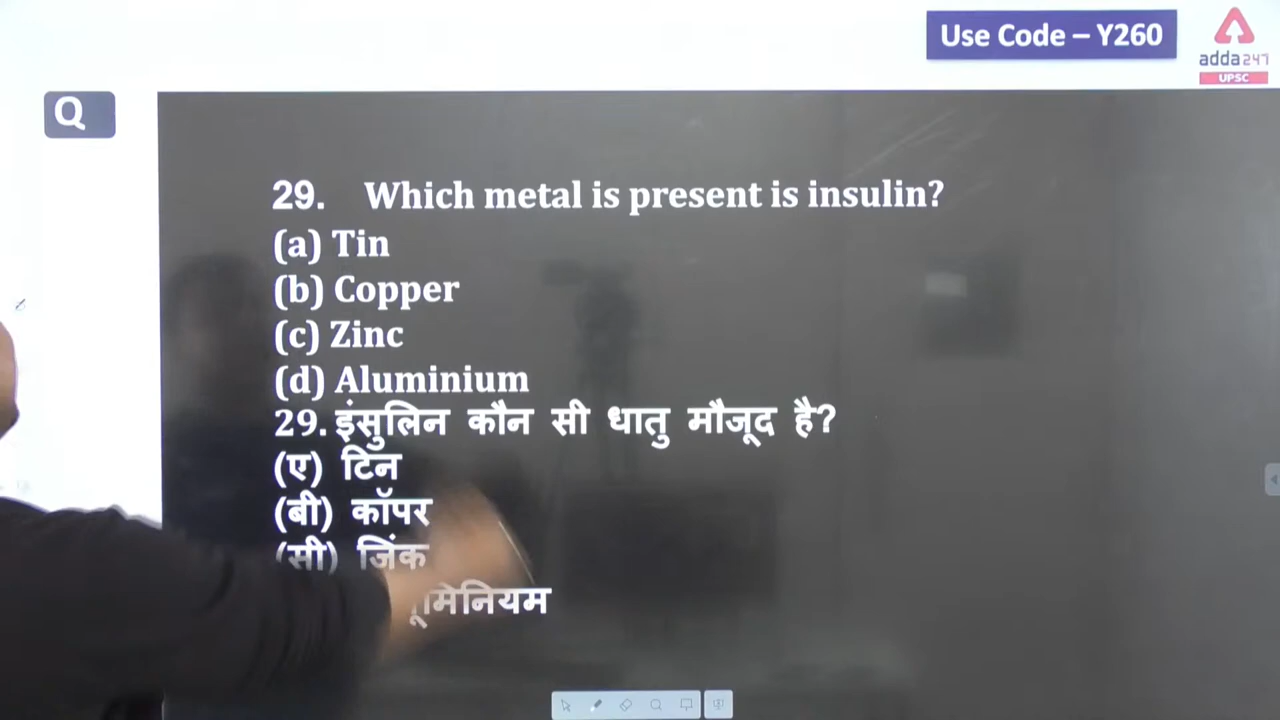 Use Code – Y260
adda247
UPSC
Q
29. Which metal is present is insulin?
(a) Tin
(b) Copper
(c) Zinc
(d) Aluminium
29. इंसुलिन कौन सी धातु मौजूद है?
(ए) टिन
(बी) कॉपर
(सी) जिंक